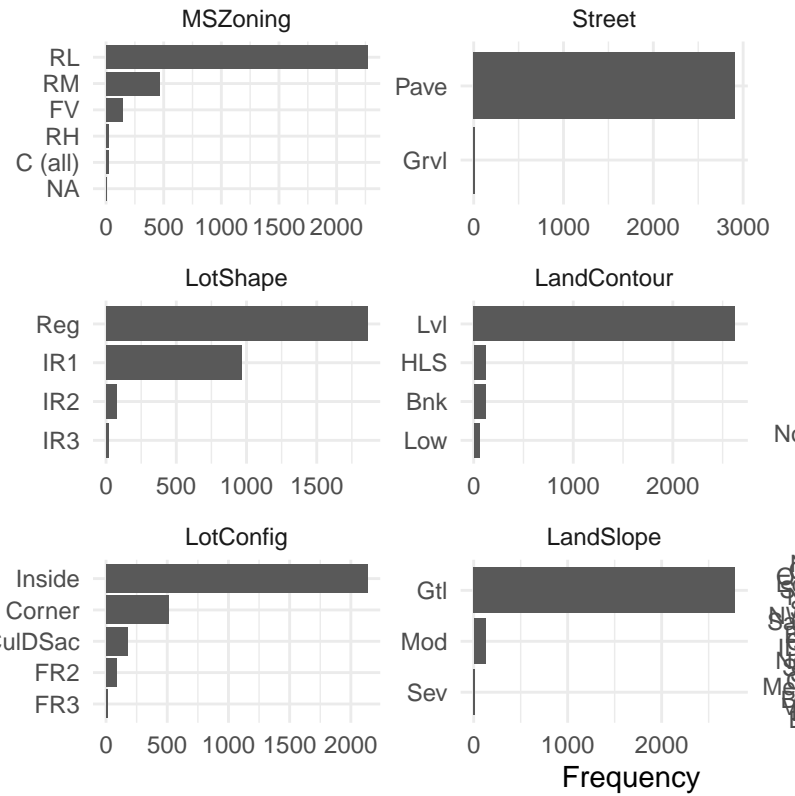 MSZoning
RL
RM
FV
RH
C (all)
NA
0 500 1000 1500 2000
Street
Pave
Grvl
0 1000 2000 3000
LotShape
Reg
IR1
IR2
IR3
0 500 1000 1500
LandContour
Lvl
HLS
Bnk
Low
0 1000 2000
LotConfig
Inside
Corner
CulDSac
FR2
FR3
0 500 1000 1500 2000
LandSlope
Gtl
Mod
Sev
0 1000 2000
Frequency